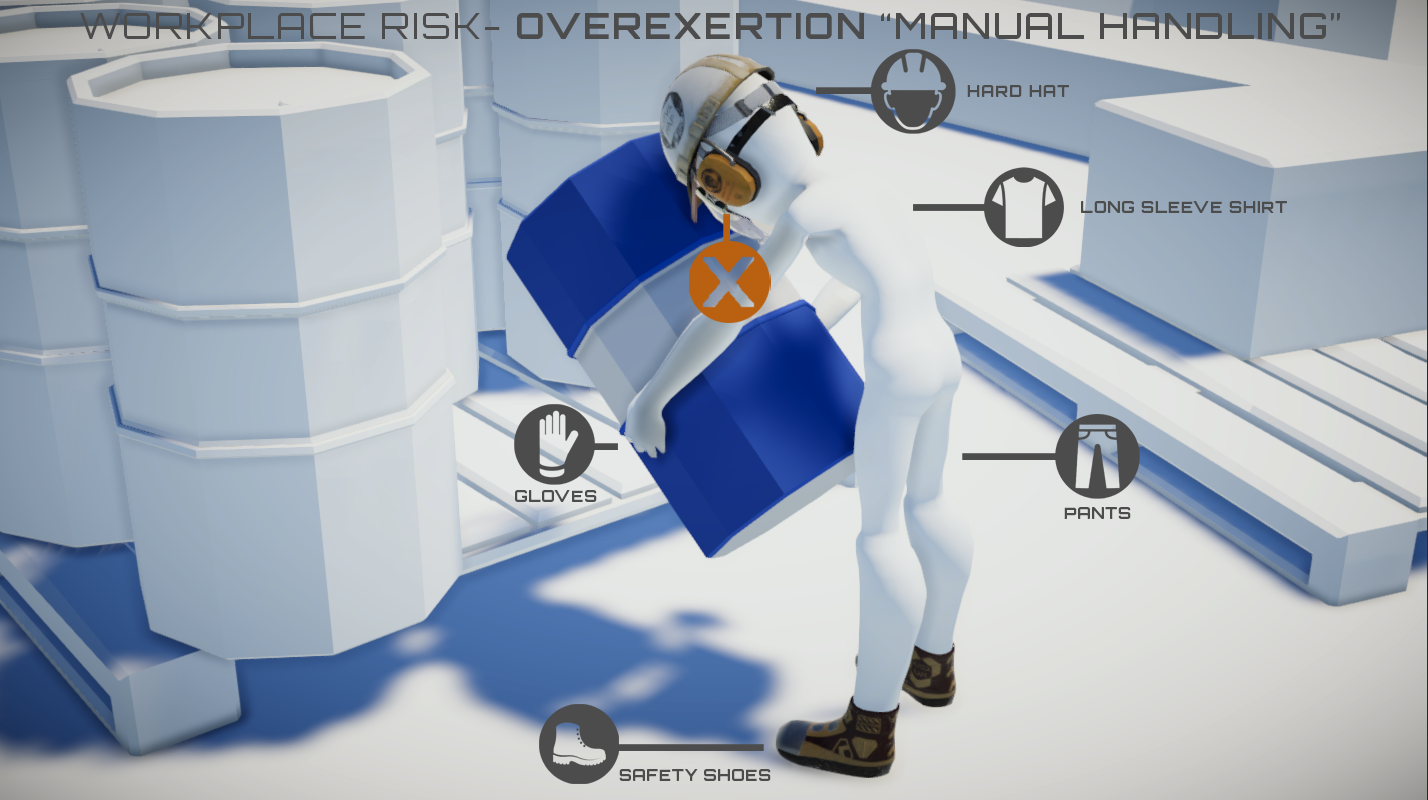 WORKPLACE RISK- OVEREXERTION “MANUAL HANDLING”
HARD HAT
LONG SLEEVE SHIRT
X
GLOVES
PANTS
SAFETY SHOES